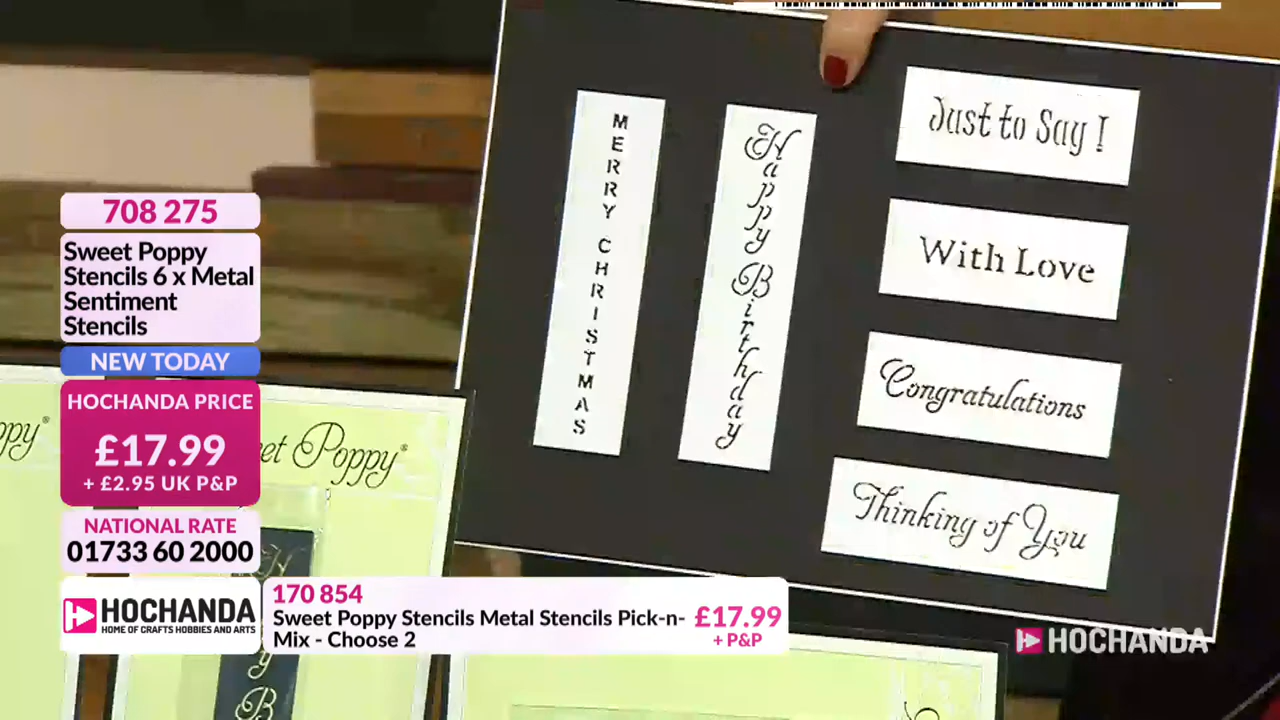 708 275
Sweet Poppy
Stencils 6 x Metal
Sentiment
Stencils
NEW TODAY
HOCHANDA PRICE
£17.99
+ £2.95 UK P&P
NATIONAL RATE
01733 60 2000
HOCHANDA
HOME OF CRAFTS HOBBIES AND ARTS
170 854
Sweet Poppy Stencils Metal Stencils Pick-n-
Mix - Choose 2
£17.99
+ P&P
MERRY CHRISTMAS
Happy Birthday
Just to Say !
With Love
Congratulations
Thinking of You
Poppy®
HOCHANDA